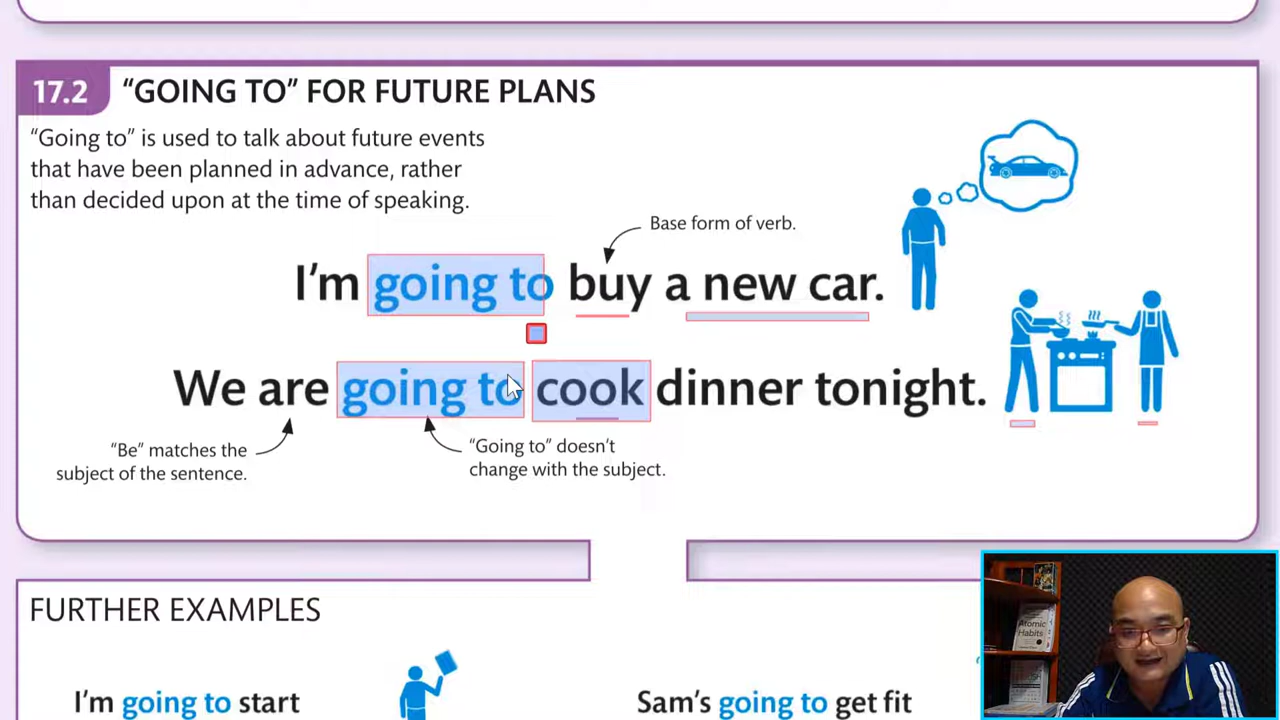 17.2 "GOING TO" FOR FUTURE PLANS
"Going to" is used to talk about future events
that have been planned in advance, rather
than decided upon at the time of speaking.
Base form of verb.
I'm going to buy a new car.
We are going to cook dinner tonight.
"Be" matches the
subject of the sentence.
"Going to" doesn't
change with the subject.
FURTHER EXAMPLES
I'm going to start
Sam's going to get fit
Atomic
Habits